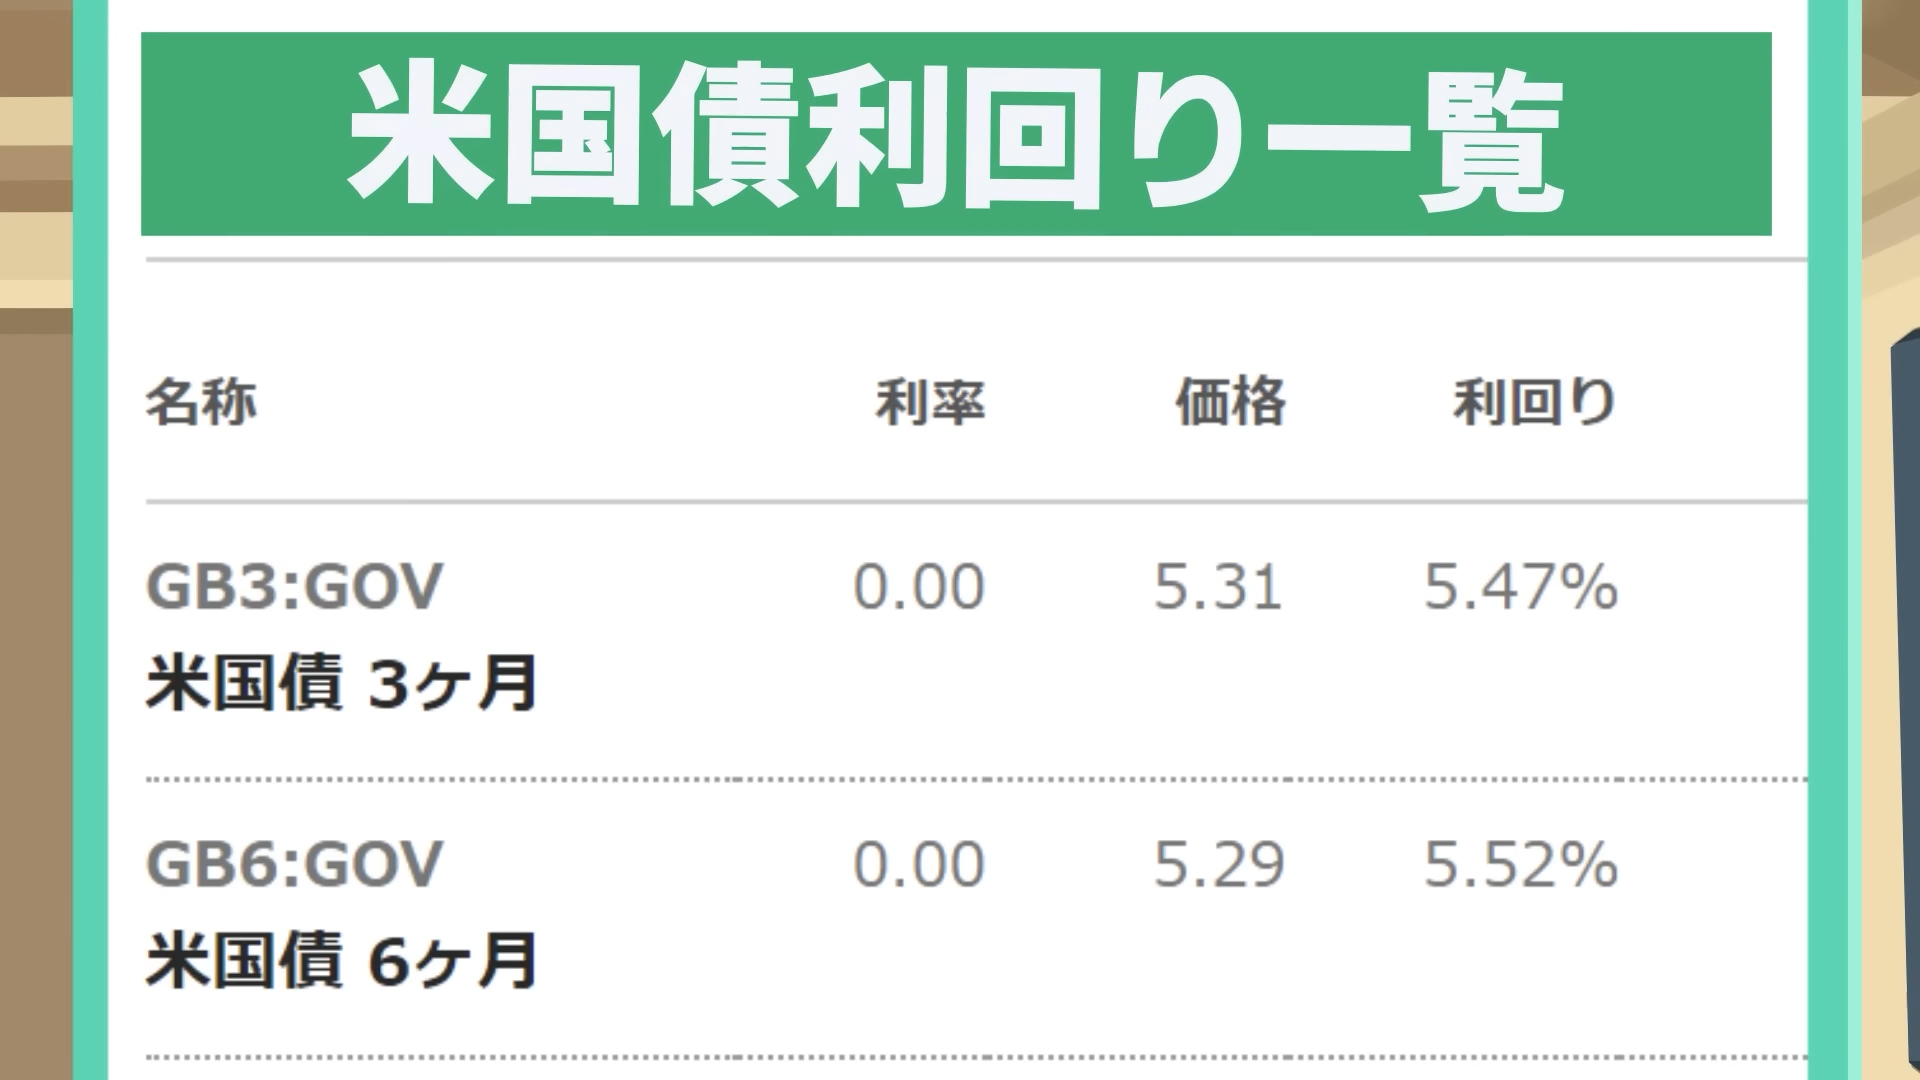 米国債利回り一覧
名称 利率 価格 利回り
GB3:GOV 0.00 5.31 5.47%
米国債 3ヶ月
GB6:GOV 0.00 5.29 5.52%
米国債 6ヶ月